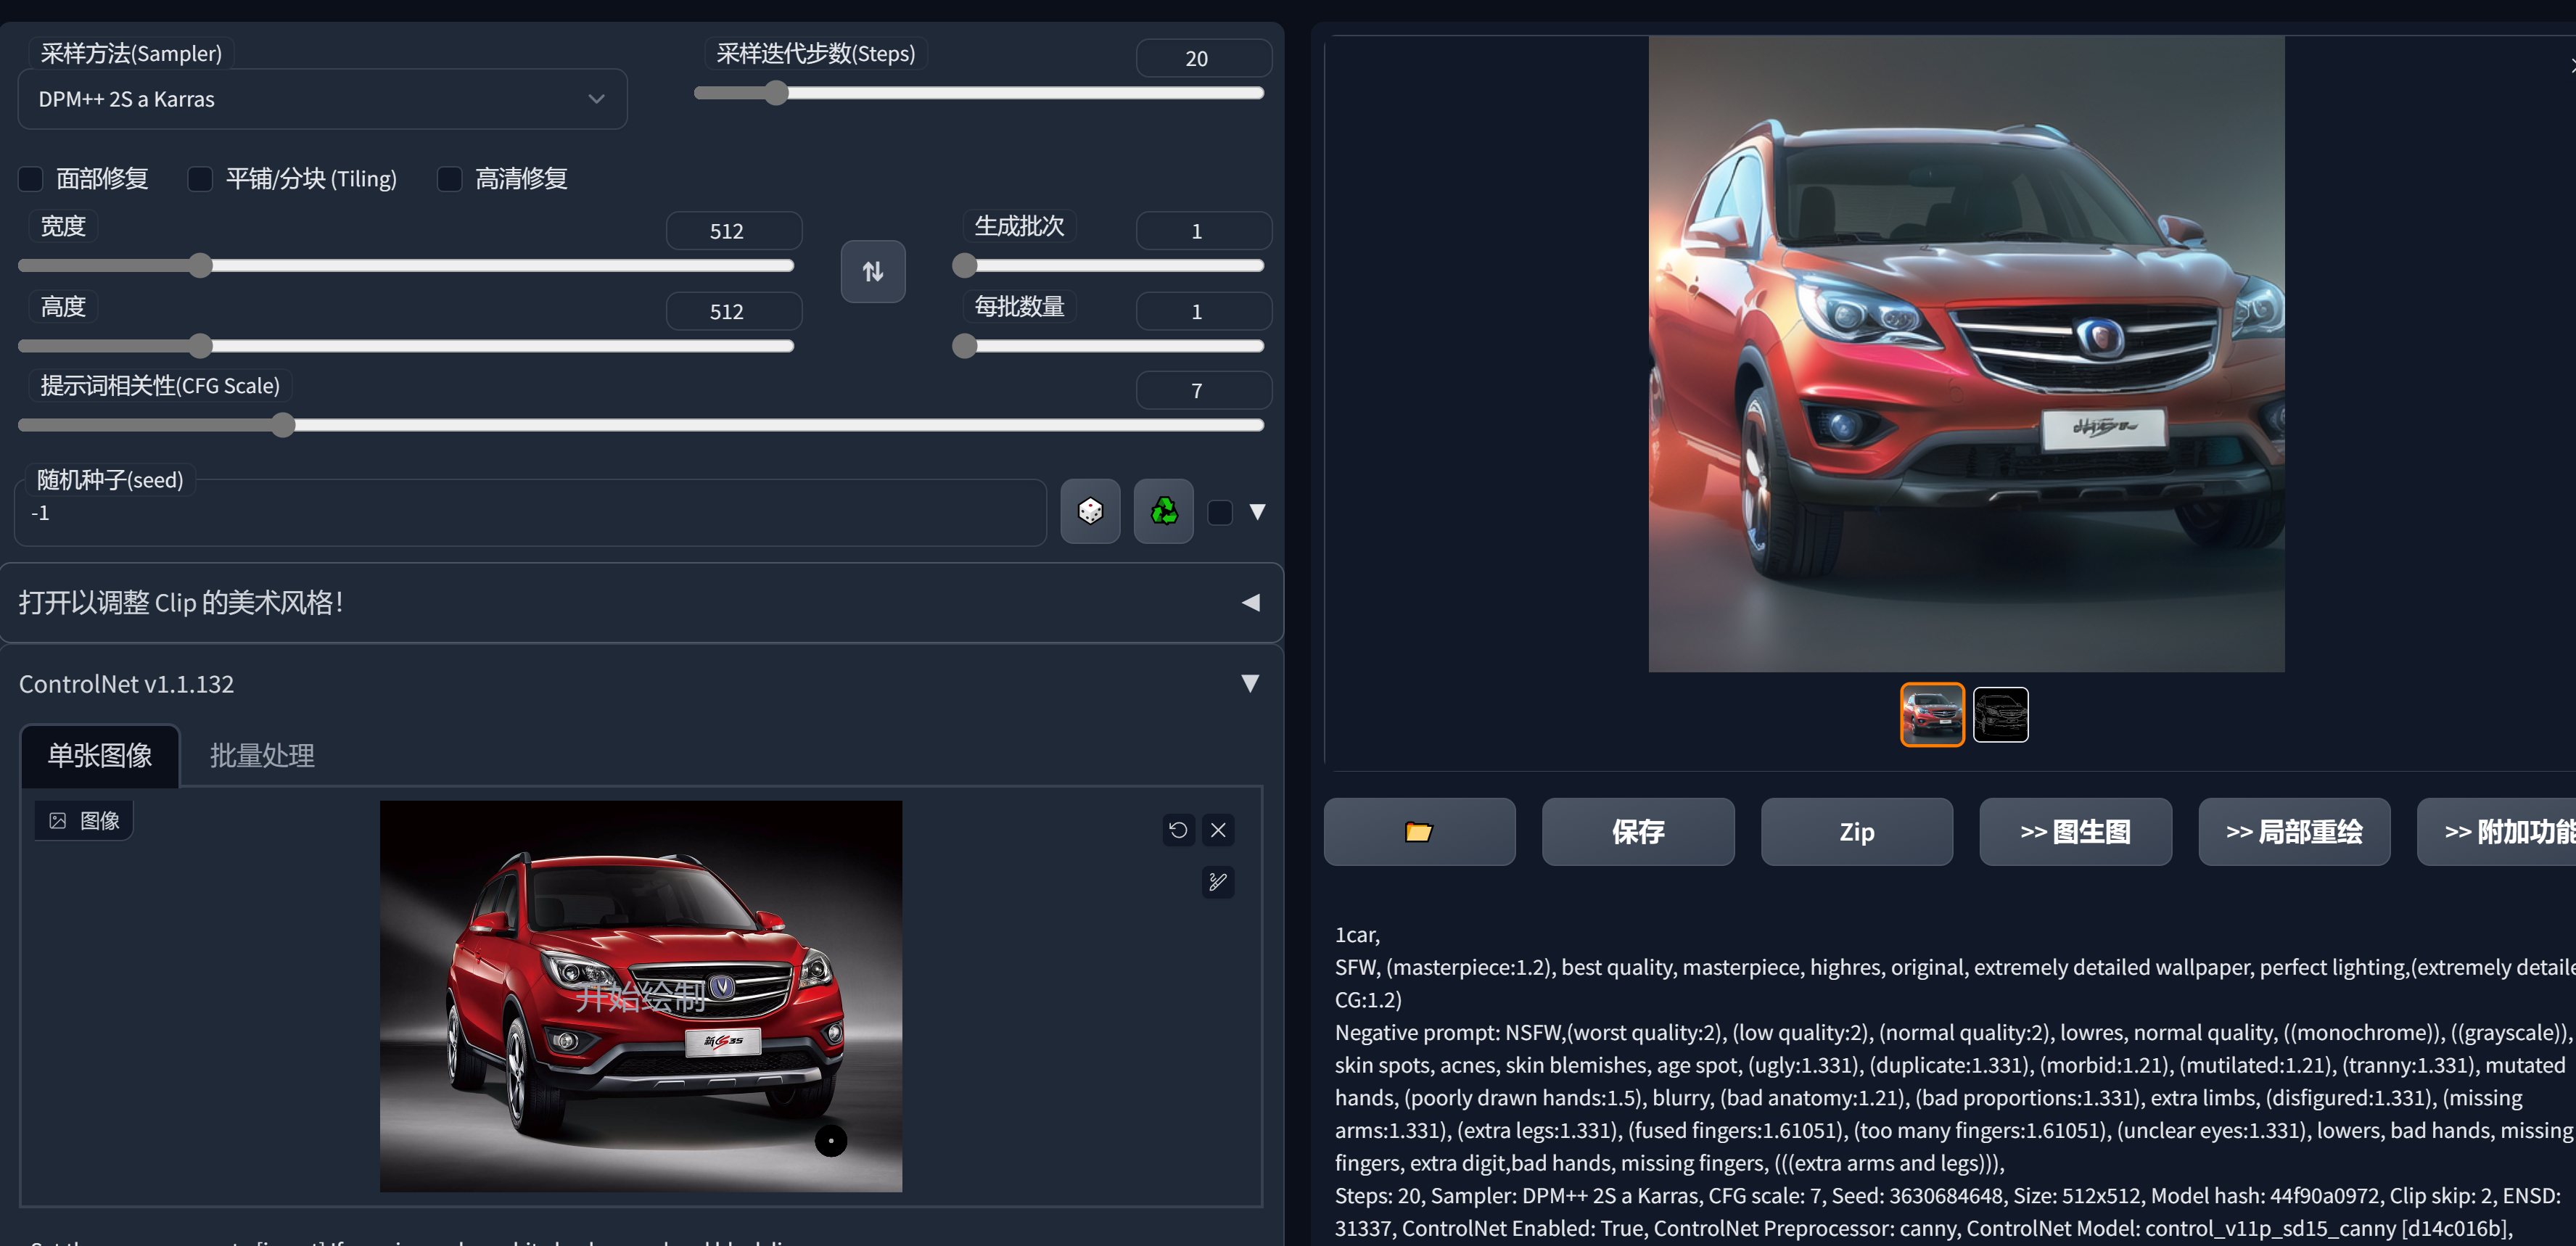 采样方法(Sampler)
DPM++ 2S a Karras
采样迭代步数(Steps)
20
面部修复
平铺/分块 (Tiling)
高清修复
宽度
512
高度
512
生成批次
1
每批数量
1
提示词相关性(CFG Scale)
7
随机种子(seed)
-1
打开以调整 Clip 的美术风格！
ControlNet v1.1.132
单张图像
批量处理
图像
开始绘制
新 S35
保存
Zip
>> 图生图
>> 局部重绘
>> 附加功能
1car,
SFW, (masterpiece:1.2), best quality, masterpiece, highres, original, extremely detailed wallpaper, perfect lighting,(extremely detaile
CG:1.2)
Negative prompt: NSFW,(worst quality:2), (low quality:2), (normal quality:2), lowres, normal quality, ((monochrome)), ((grayscale)),
skin spots, acnes, skin blemishes, age spot, (ugly:1.331), (duplicate:1.331), (morbid:1.21), (mutilated:1.21), (tranny:1.331), mutated
hands, (poorly drawn hands:1.5), blurry, (bad anatomy:1.21), (bad proportions:1.331), extra limbs, (disfigured:1.331), (missing
arms:1.331), (extra legs:1.331), (fused fingers:1.61051), (too many fingers:1.61051), (unclear eyes:1.331), lowers, bad hands, missing
fingers, extra digit,bad hands, missing fingers, (((extra arms and legs))),
Steps: 20, Sampler: DPM++ 2S a Karras, CFG scale: 7, Seed: 3630684648, Size: 512x512, Model hash: 44f90a0972, Clip skip: 2, ENSD:
31337, ControlNet Enabled: True, ControlNet Preprocessor: canny, ControlNet Model: control_v11p_sd15_canny [d14c016b],